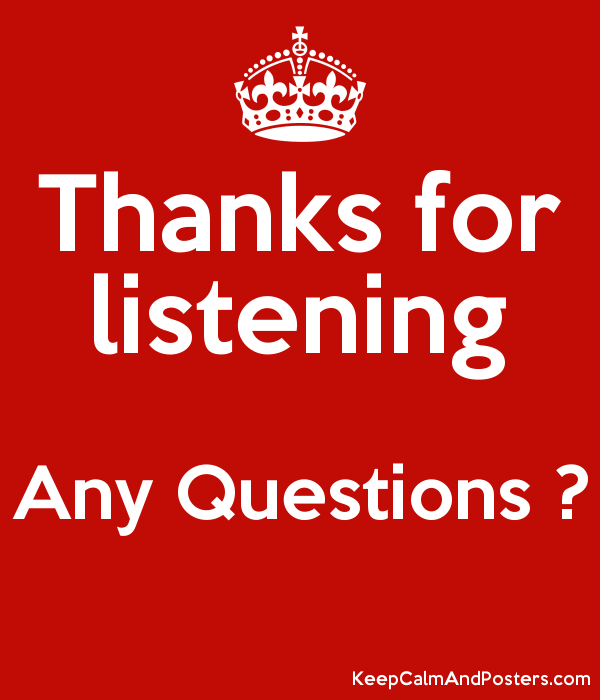 Thanks for
listening
Any Questions ?
KeepCalmAndPosters.com